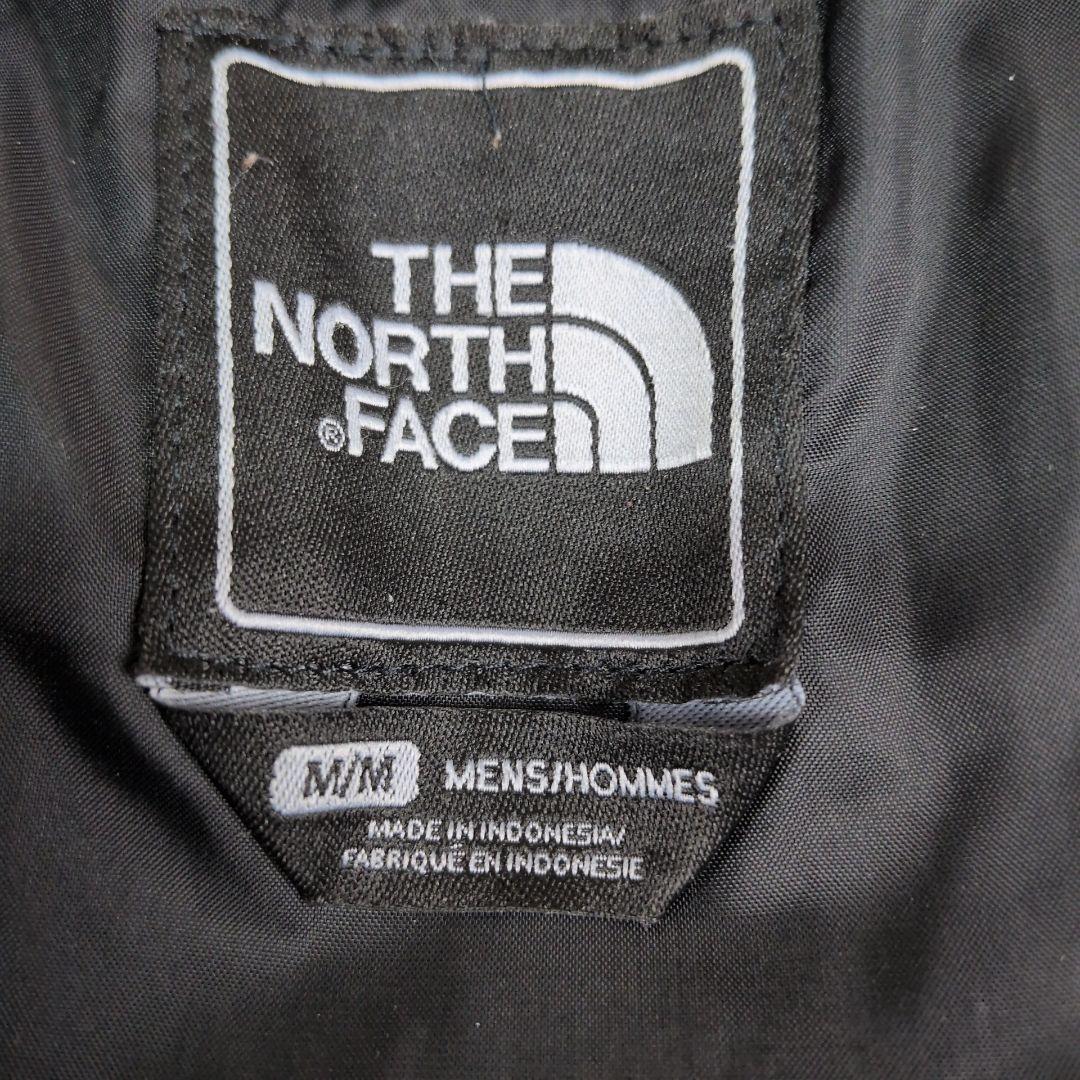 THE
NORTH
®FACE
M/M MENS/HOMMES
MADE IN INDONESIA/
FABRIQUÉ EN INDONESIE